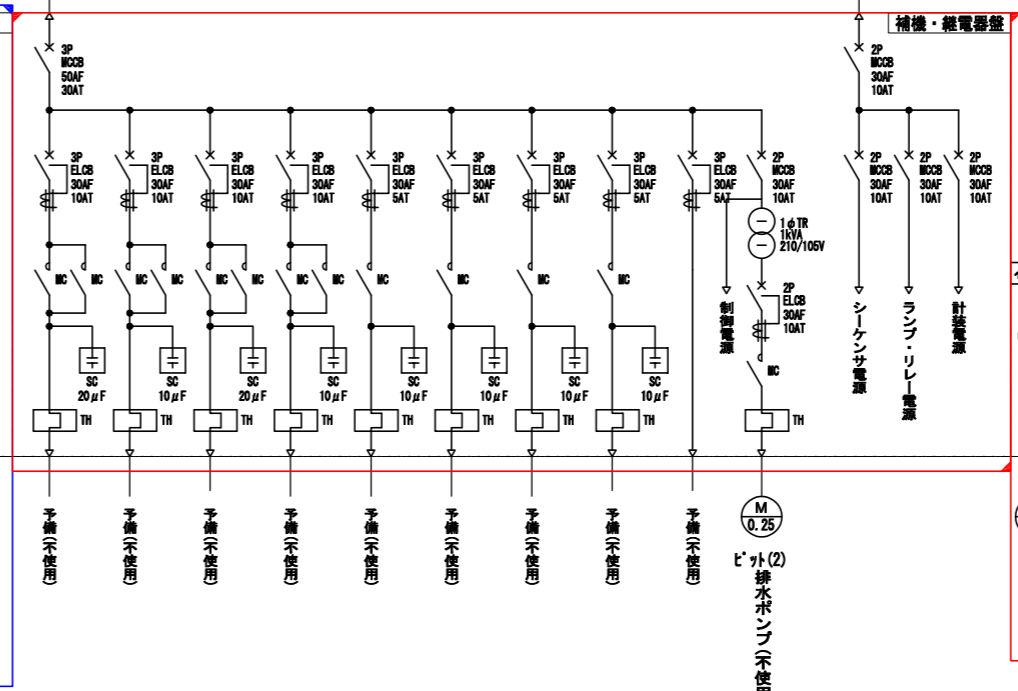 補機・継電器盤
3P
MCCB
50AF
30AT
2P
MCCB
30AF
10AT
3P
ELCB
30AF
10AT
3P
ELCB
30AF
10AT
3P
ELCB
30AF
10AT
3P
ELCB
30AF
10AT
3P
ELCB
30AF
5AT
3P
ELCB
30AF
5AT
3P
ELCB
30AF
5AT
3P
ELCB
30AF
5AT
3P
ELCB
30AF
5AT
2P
MCCB
30AF
10AT
2P
MCCB
30AF
10AT
2P
MCCB
30AF
10AT
2P
MCCB
30AF
10AT
1φTR
1kVA
210/105V
MC
MC
MC
MC
MC
MC
MC
MC
MC
MC
MC
MC
2P
ELCB
30AF
10AT
MC
制御電源
シーケンサ電源
ランプ・リレー電源
計装電源
SC
20μF
SC
10μF
SC
20μF
SC
10μF
SC
10μF
SC
10μF
SC
10μF
SC
10μF
TH
TH
TH
TH
TH
TH
TH
TH
TH
予備(不使用)
予備(不使用)
予備(不使用)
予備(不使用)
予備(不使用)
予備(不使用)
予備(不使用)
予備(不使用)
予備(不使用)
M
0.25
ピット(2)
排水ポンプ(不使用